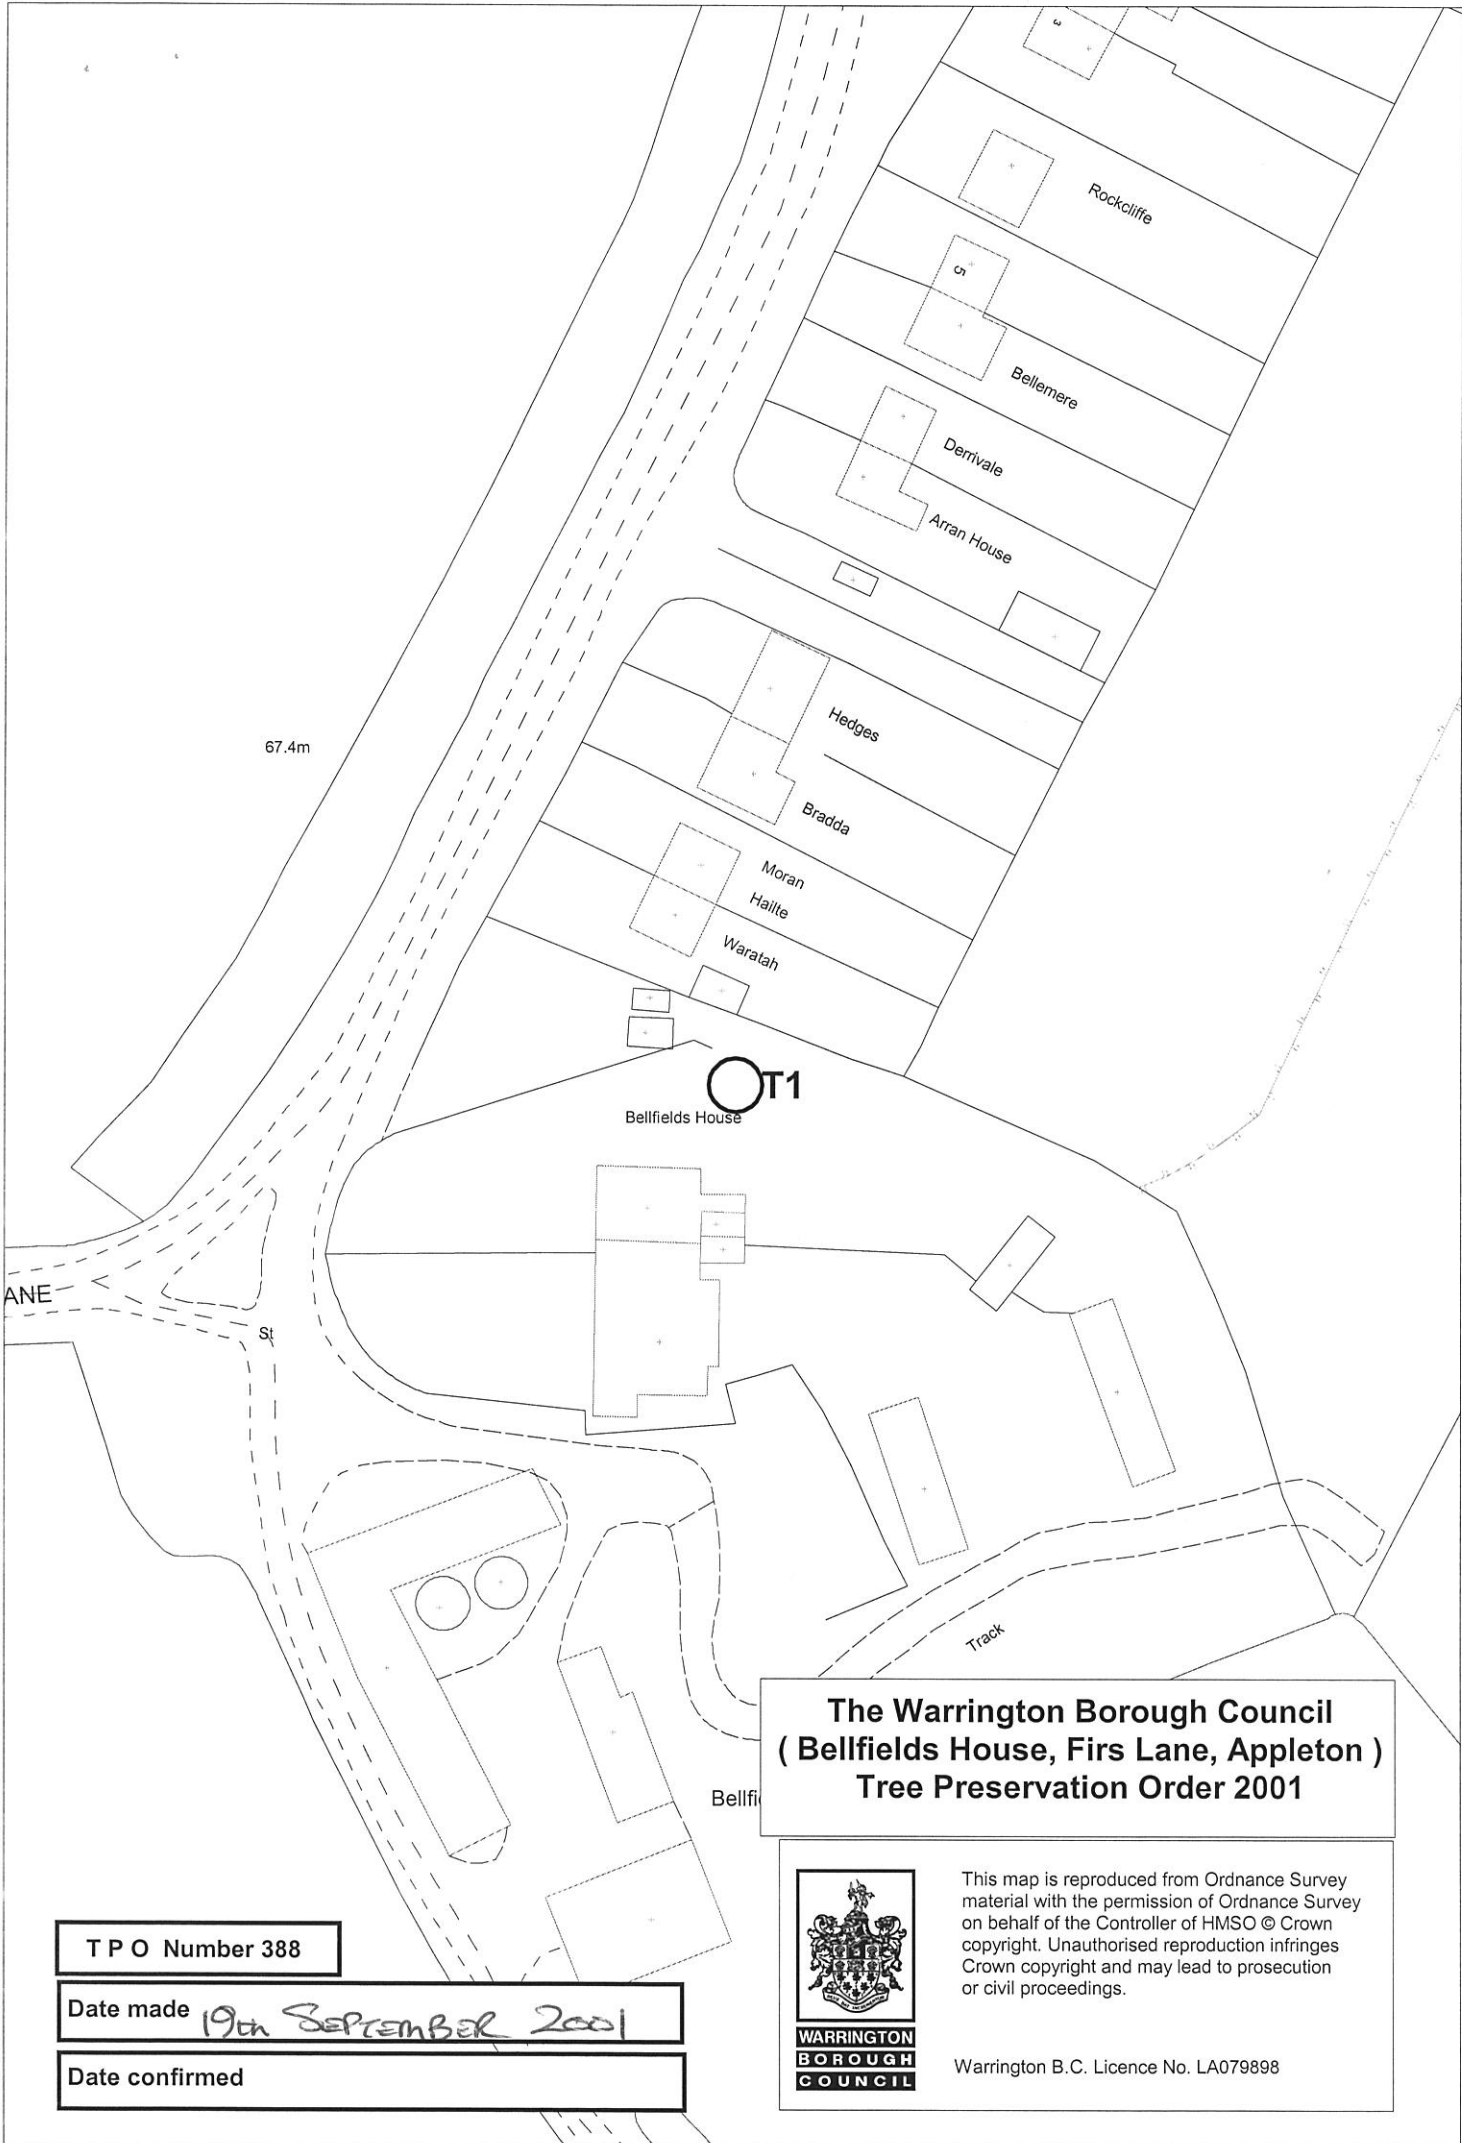 3
Rockcliffe
5
Bellemere
Derrivale
Arran House
Hedges
67.4m
Bradda
Moran
Hailte
Waratah
T1
Bellfields House
ANE
St
Track
The Warrington Borough Council
( Bellfields House, Firs Lane, Appleton )
Tree Preservation Order 2001
Bellfi
This map is reproduced from Ordnance Survey
material with the permission of Ordnance Survey
on behalf of the Controller of HMSO © Crown
copyright. Unauthorised reproduction infringes
Crown copyright and may lead to prosecution
or civil proceedings.
WARRINGTON
BOROUGH
COUNCIL
Warrington B.C. Licence No. LA079898
T P O Number 388
Date made 19th SEPTEMBER 2001
Date confirmed